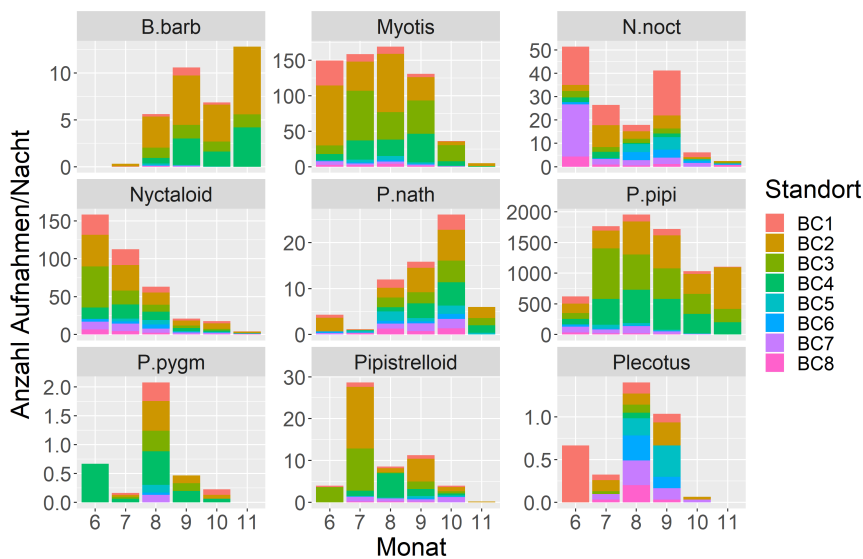 B.barb Myotis N.noct
10
5
0
150
100
50
0
50
40
30
20
10
0
Nyctaloid P.nath P.pipi
150
100
50
0
20
10
0
2000
1500
1000
500
0
P.pygm Pipistrelloid Plecotus
2.0
1.5
1.0
0.5
0.0
30
20
10
0
1.0
0.5
0.0
6 7 8 9 10 11 6 7 8 9 10 11 6 7 8 9 10 11
Monat
Anzahl Aufnahmen/Nacht
Standort
BC1
BC2
BC3
BC4
BC5
BC6
BC7
BC8